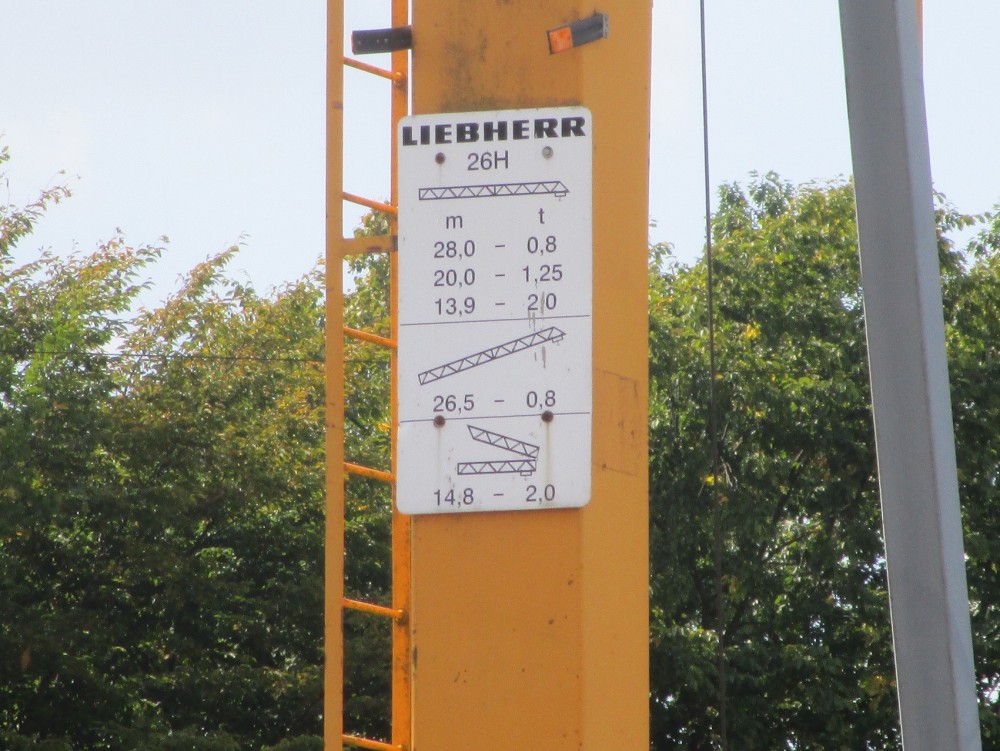 LIEBHERR
26H
m t
28,0 – 0,8
20,0 – 1,25
13,9 – 2,0
26,5 – 0,8
14,8 – 2,0